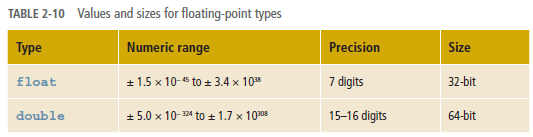 TABLE 2-10 Values and sizes for floating-point types
Type Numeric range Precision Size
float ± 1.5 × 10⁻⁴⁵ to ± 3.4 × 10³⁸ 7 digits 32-bit
double ± 5.0 × 10⁻³²⁴ to ± 1.7 × 10³⁰⁸ 15–16 digits 64-bit